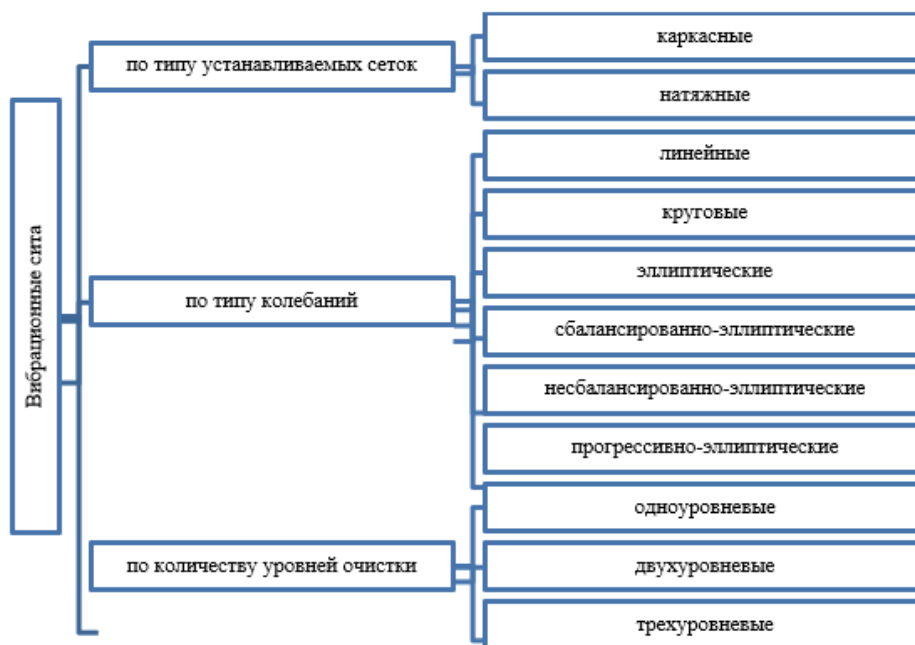 Вибрационные сита
по типу устанавливаемых сеток
каркасные
натяжные
по типу колебаний
линейные
круговые
эллиптические
сбалансированно-эллиптические
несбалансированно-эллиптические
прогрессивно-эллиптические
по количеству уровней очистки
одноуровневые
двухуровневые
трехуровневые